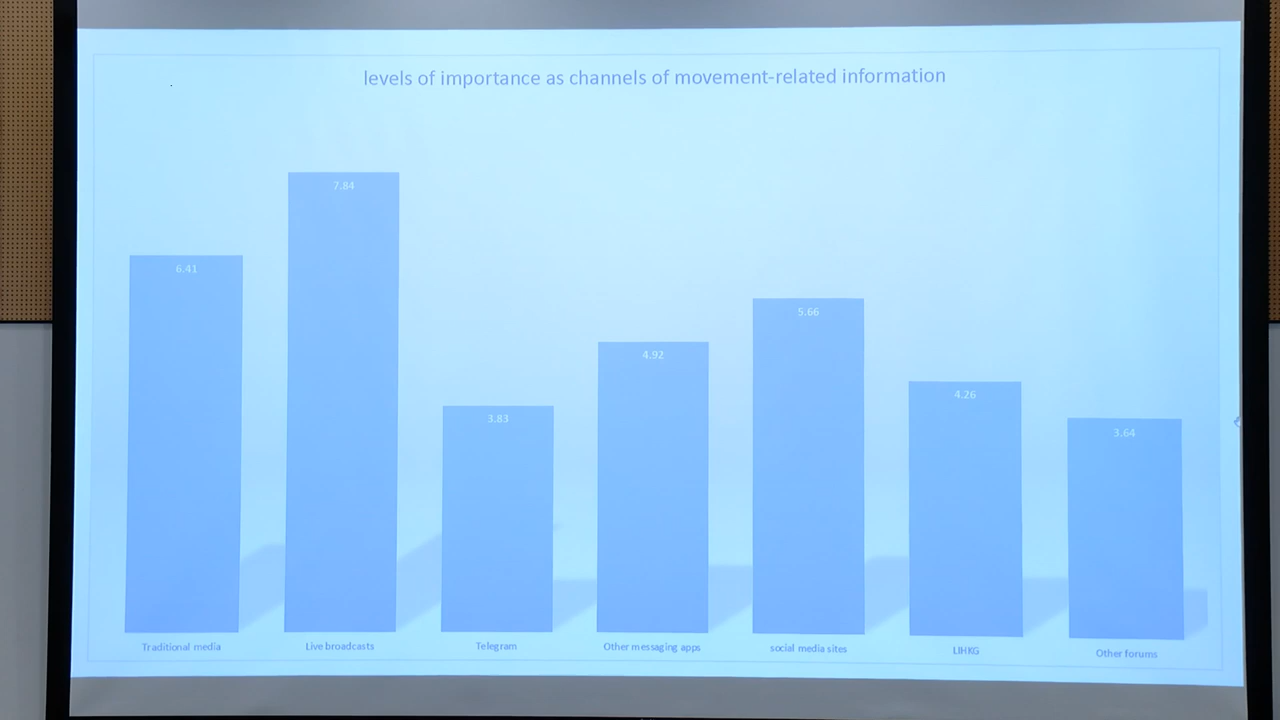 levels of importance as channels of movement-related information
7.84
6.41
5.66
4.92
4.26
3.83
3.64
Traditional media
Live broadcasts
Telegram
Other messaging apps
social media sites
LIHKG
Other forums